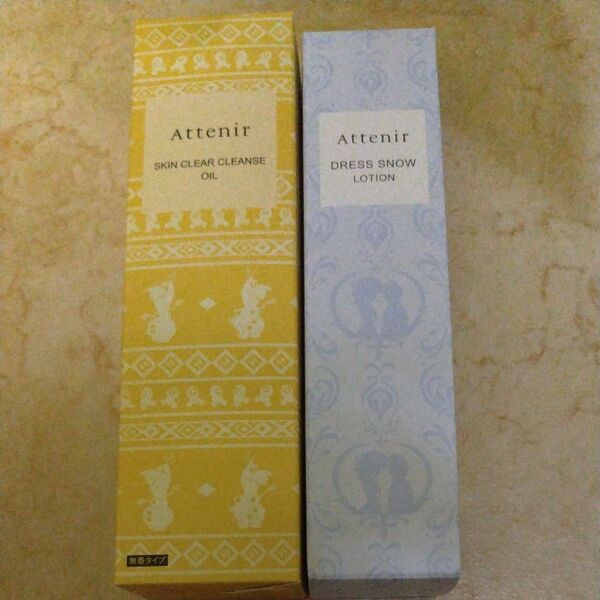 Attenir
SKIN CLEAR CLEANSE
OIL
無香タイプ
Attenir
DRESS SNOW
LOTION